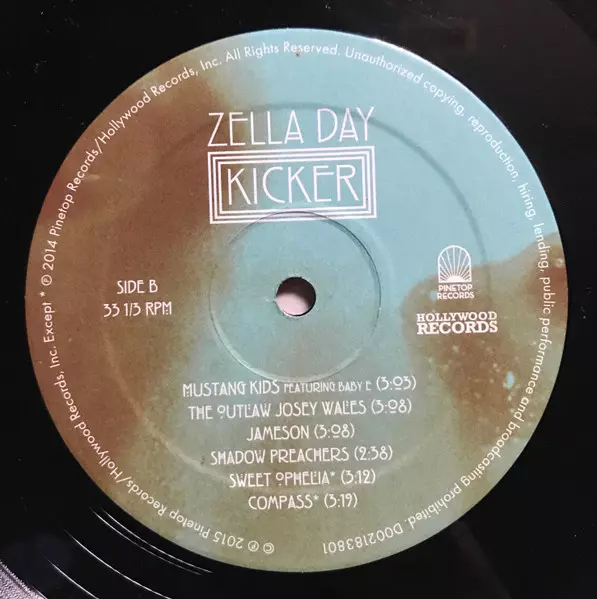 ZELLA DAY
KICKER
SIDE B
33 1/3 RPM
PINETOP
RECORDS
HOLLYWOOD
RECORDS
MUSTANG KIDS FEATURING BABY E (3:03)
THE OUTLAW JOSEY WALES (3:08)
JAMESON (3:08)
SHADOW PREACHERS (2:38)
SWEET OPHELIA* (3:12)
COMPASS* (3:19)
© ℗ 2015 Pinetop Records/Hollywood Records, Inc. Except * ℗ 2014 Pinetop Records/Hollywood Records, Inc. All Rights Reserved. Unauthorized copying, reproduction, hiring, lending, public performance and broadcasting prohibited. D002183801